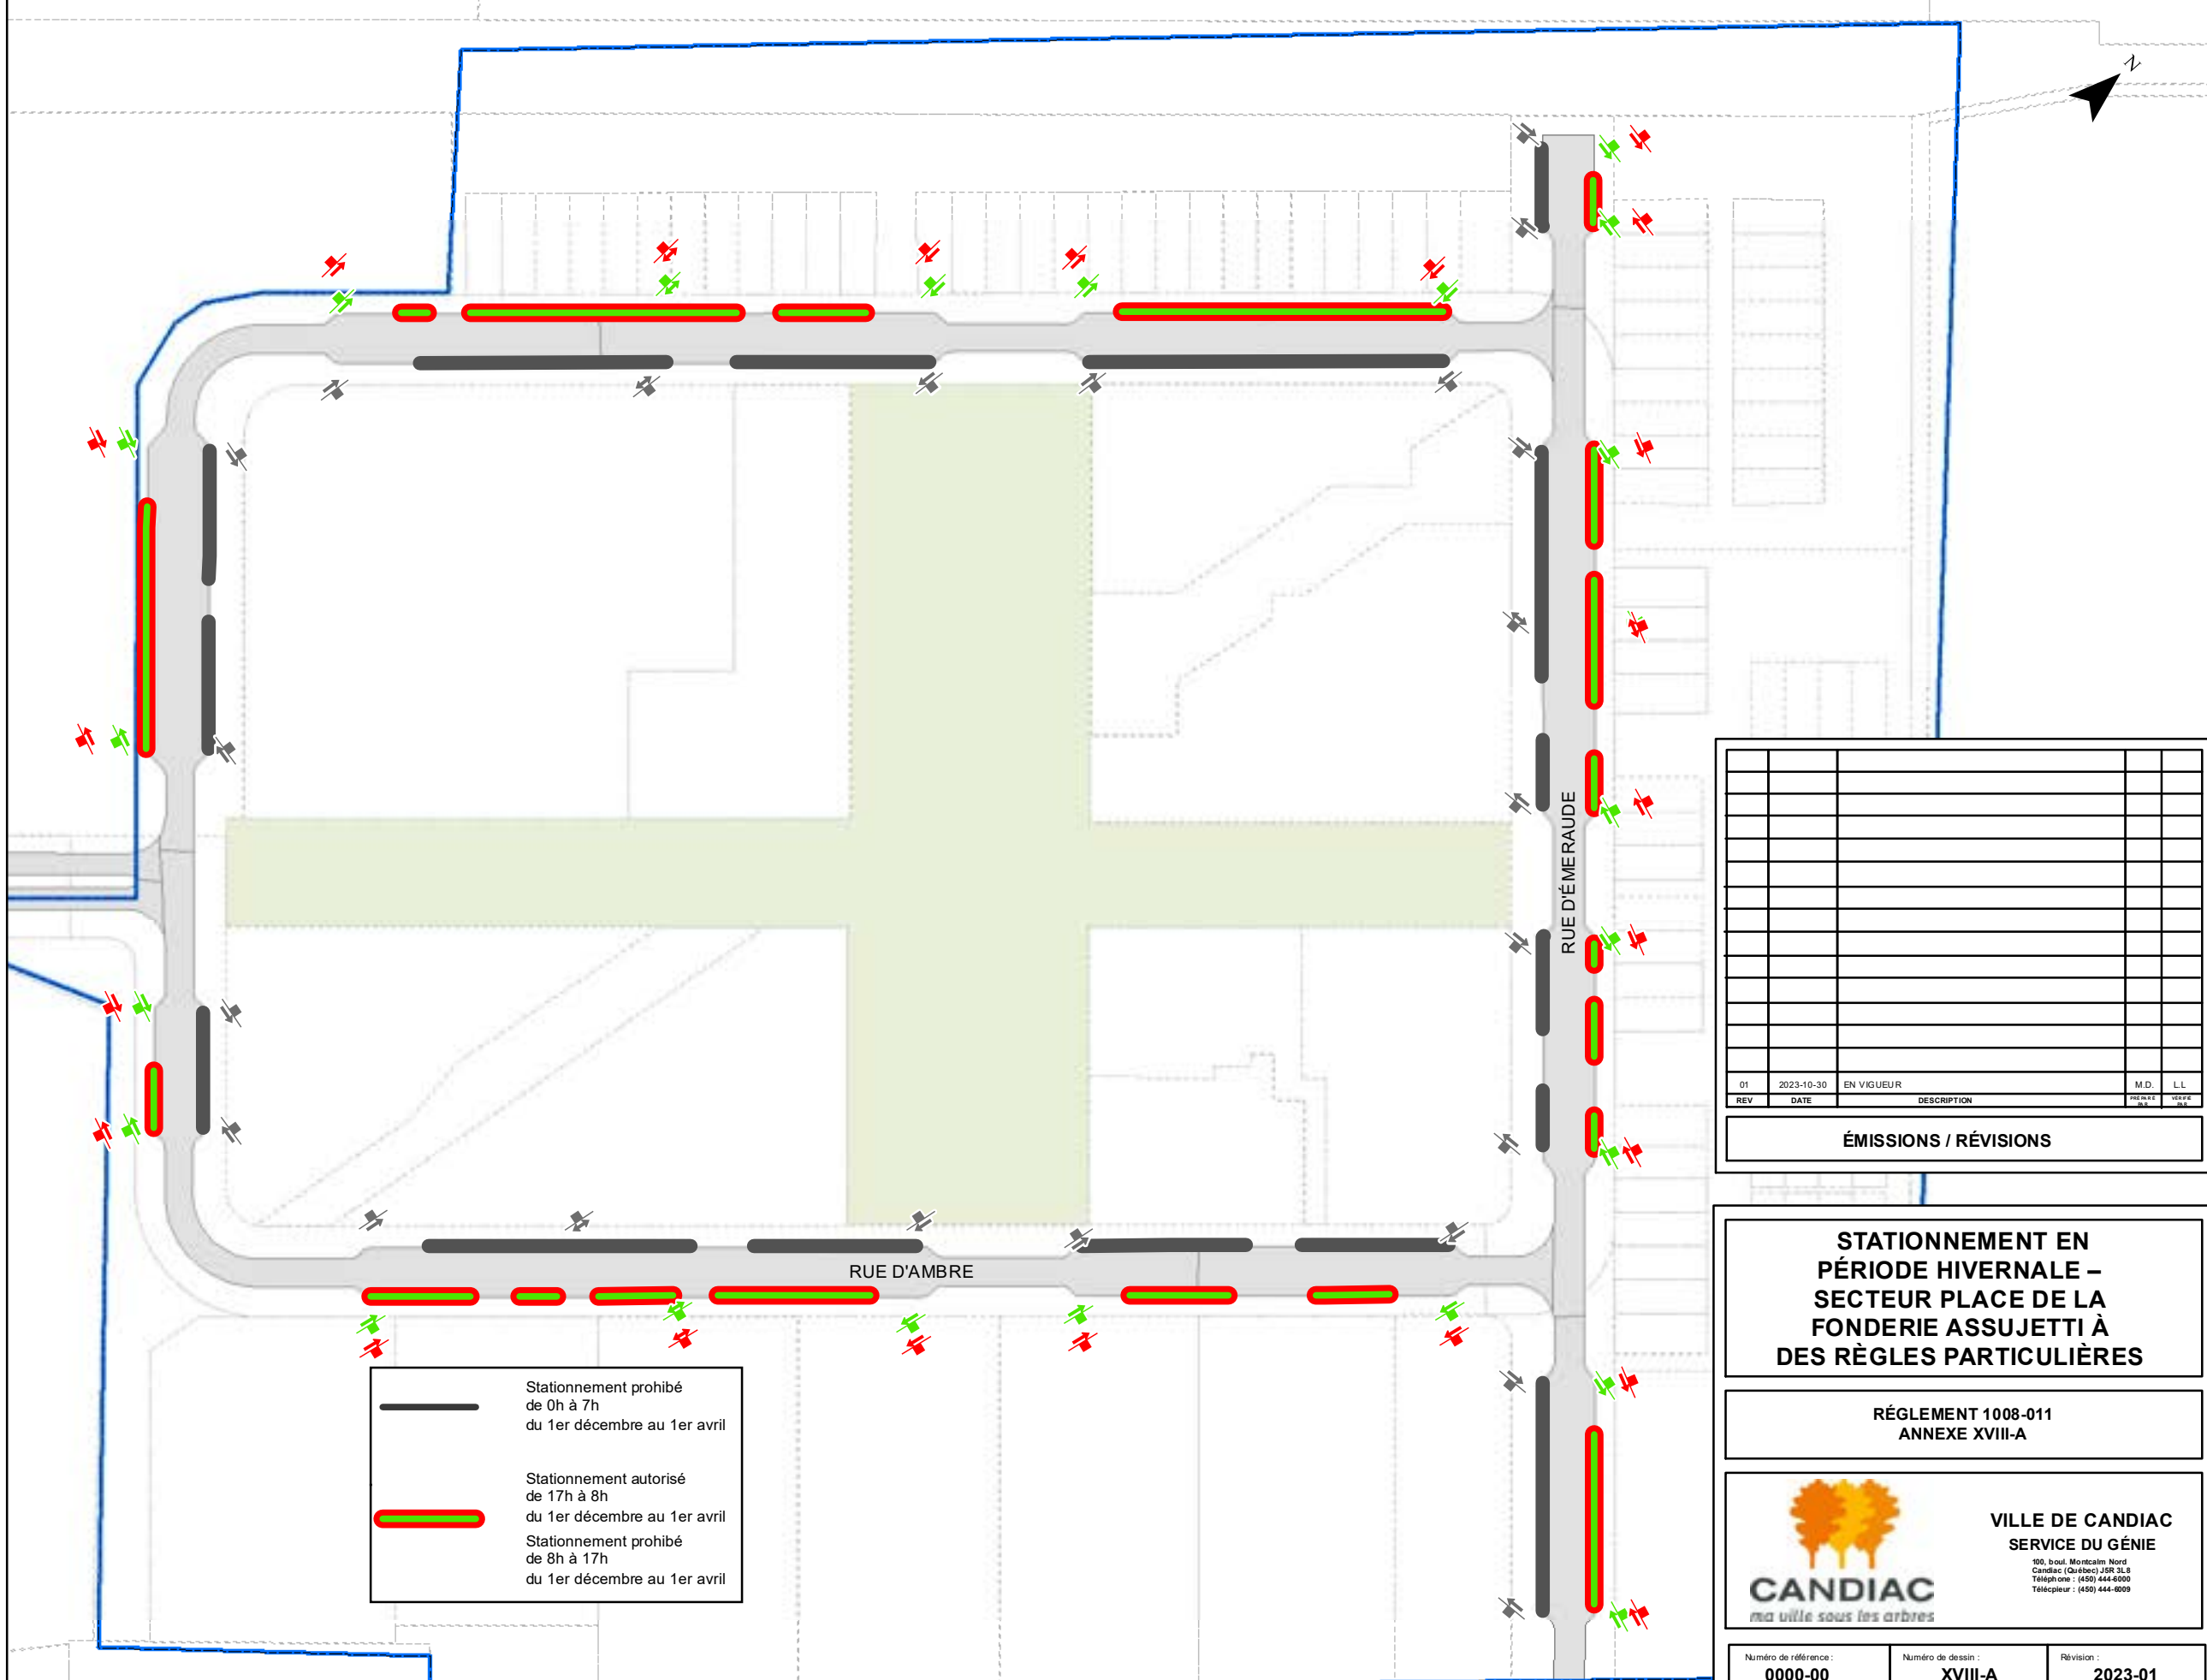 N
RUE D'ÉMERAUDE
RUE D'AMBRE
Stationnement prohibé
de 0h à 7h
du 1er décembre au 1er avril
Stationnement autorisé
de 17h à 8h
du 1er décembre au 1er avril
Stationnement prohibé
de 8h à 17h
du 1er décembre au 1er avril
01 2023-10-30 EN VIGUEUR M.D. L.L
REV DATE DESCRIPTION PRÉPARÉ PAR VÉRIFIÉ PAR
ÉMISSIONS / RÉVISIONS
STATIONNEMENT EN
PÉRIODE HIVERNALE –
SECTEUR PLACE DE LA
FONDERIE ASSUJETTI À
DES RÈGLES PARTICULIÈRES
RÉGLEMENT 1008-011
ANNEXE XVIII-A
CANDIAC
ma ville sous les arbres
VILLE DE CANDIAC
SERVICE DU GÉNIE
100, boul. Montcalm Nord
Candiac (Québec) J5R 3L8
Téléphone : (450) 444-6000
Télécpieur : (450) 444-6009
Numéro de référence :
0000-00
Numéro de dessin :
XVIII-A
Révision :
2023-01